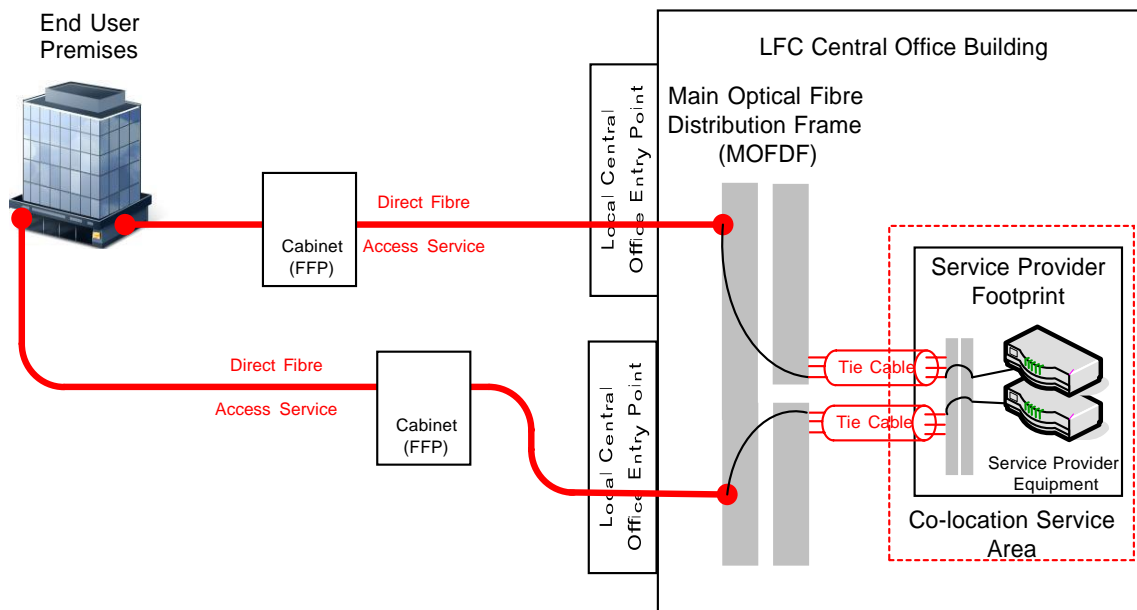 End User
Premises
LFC Central Office Building
Local Central
Office Entry Point
Main Optical Fibre
Distribution Frame
(MOFDF)
Direct Fibre
Access Service
Cabinet
(FFP)
Service Provider
Footprint
Tie Cable
Direct Fibre
Access Service
Cabinet
(FFP)
Local Central
Office Entry Point
Tie Cable
Service Provider
Equipment
Co-location Service
Area